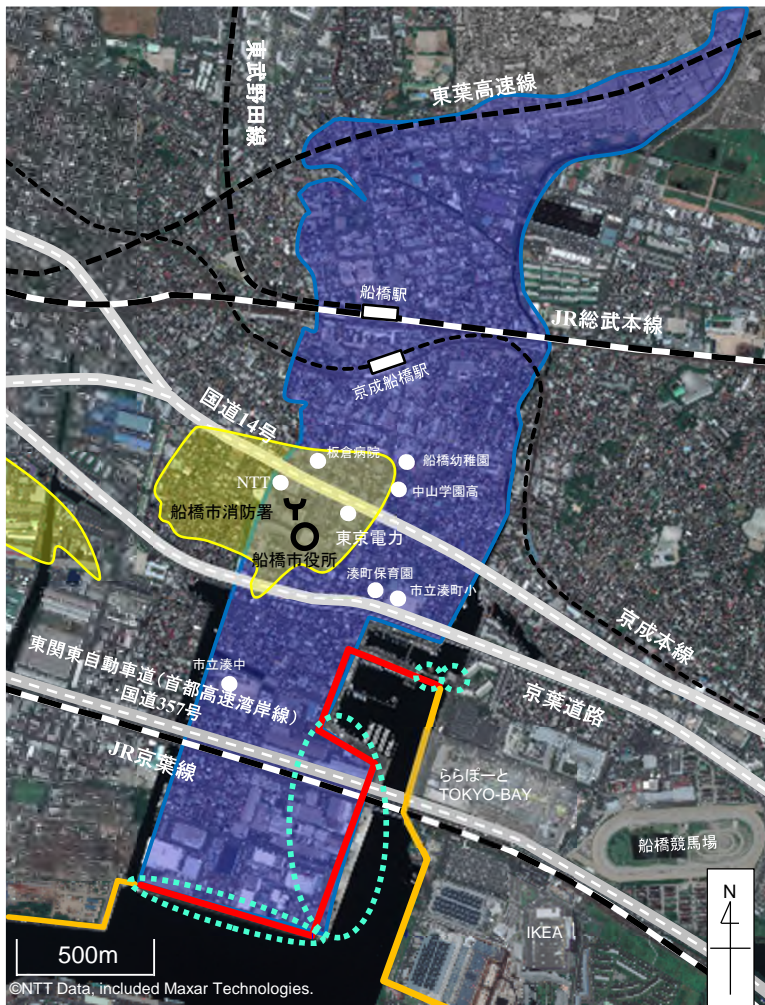 東武野田線
東葉高速線
船橋駅
JR総武本線
京成船橋駅
国道14号
板倉病院
船橋幼稚園
NTT
中山学園高
船橋市消防署
東京電力
船橋市役所
湊町保育園
市立湊町小
京成本線
市立湊中
東関東自動車道(首都高速湾岸線)
国道357号
京葉道路
JR京葉線
ららぽーと
TOKYO-BAY
船橋競馬場
N
IKEA
500m
©NTT Data, included Maxar Technologies.